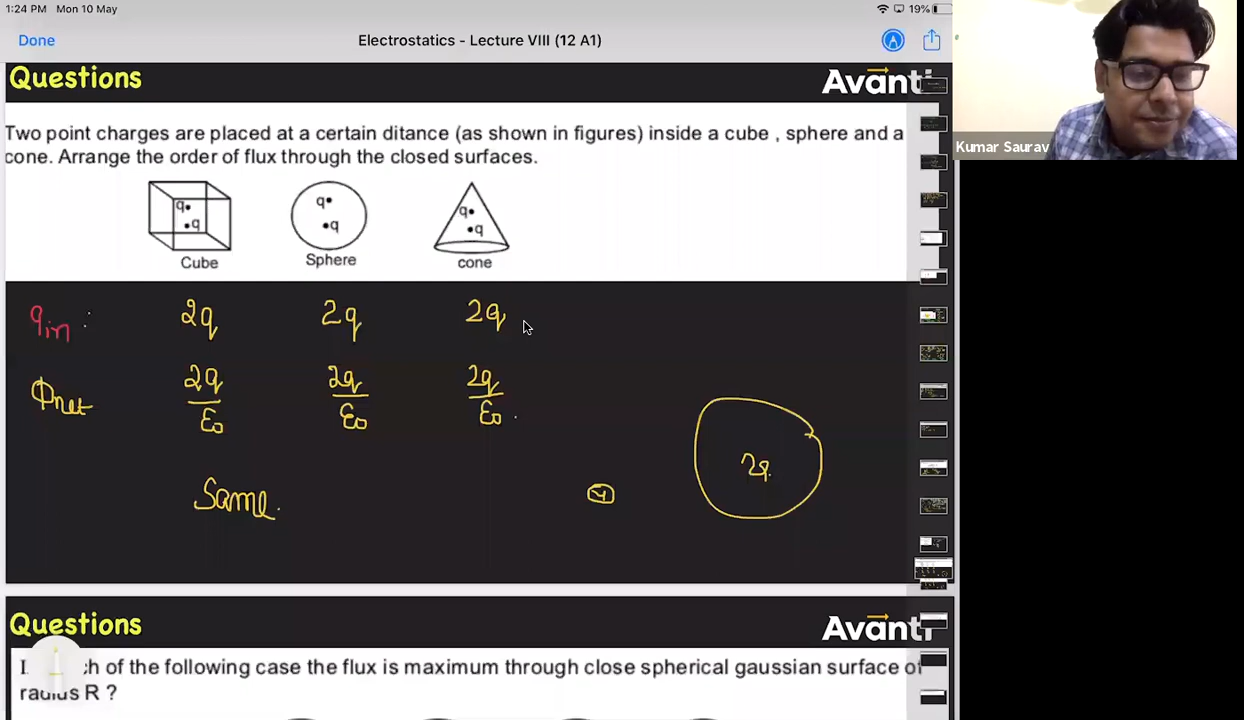 1:24 PM Mon 10 May
19%
Done
Electrostatics - Lecture VIII (12 A1)
Questions
Avanti
Two point charges are placed at a certain ditance (as shown in figures) inside a cube , sphere and a
cone. Arrange the order of flux through the closed surfaces.
q q q
q q q
Cube Sphere cone
Kumar Saurav
qin : 2q 2q 2q
Φnet 2q/ε0 2q/ε0 2q/ε0
2q
Same.
Questions
Avanti
of the following case the flux is maximum through close spherical gaussian surface of
radius R ?